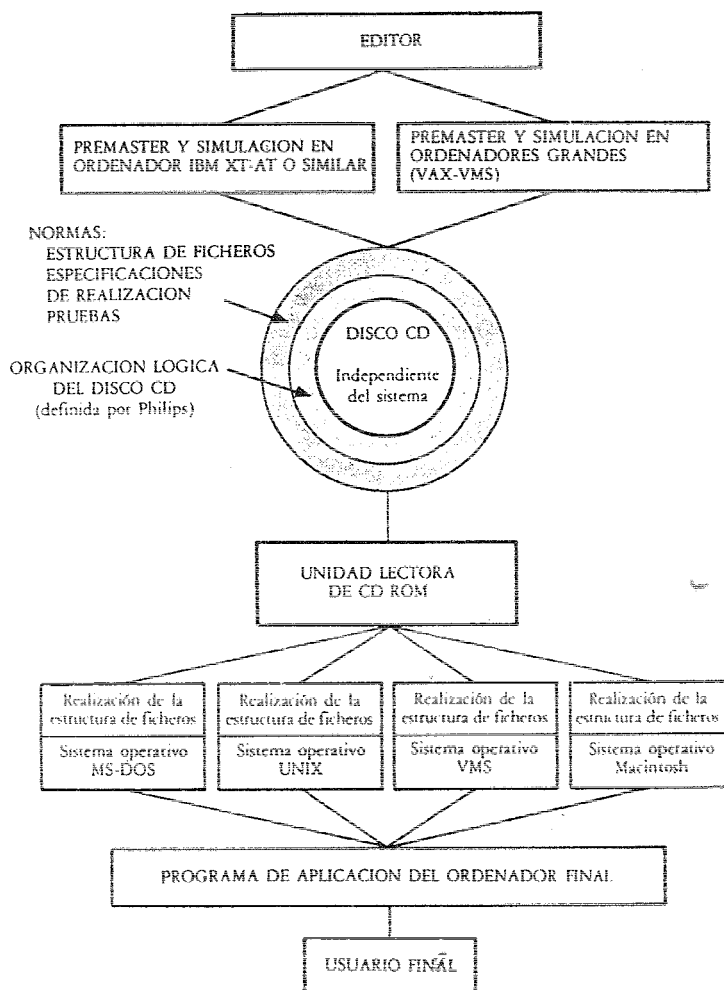 EDITOR
PREMASTER Y SIMULACION EN
ORDENADOR IBM XT-AT O SIMILAR
PREMASTER Y SIMULACION EN
ORDENADORES GRANDES
(VAX-VMS)
NORMAS:
ESTRUCTURA DE FICHEROS
ESPECIFICACIONES
DE REALIZACION
PRUEBAS
ORGANIZACION LOGICA
DEL DISCO CD
(definida por Philips)
DISCO CD
Independiente
del sistema
UNIDAD LECTORA
DE CD ROM
Realización de la
estructura de ficheros
Sistema operativo
MS-DOS
Realización de la
estructura de ficheros
Sistema operativo
UNIX
Realización de la
estructura de ficheros
Sistema operativo
VMS
Realización de la
estructura de ficheros
Sistema operativo
Macintosh
PROGRAMA DE APLICACION DEL ORDENADOR FINAL
USUARIO FINAL